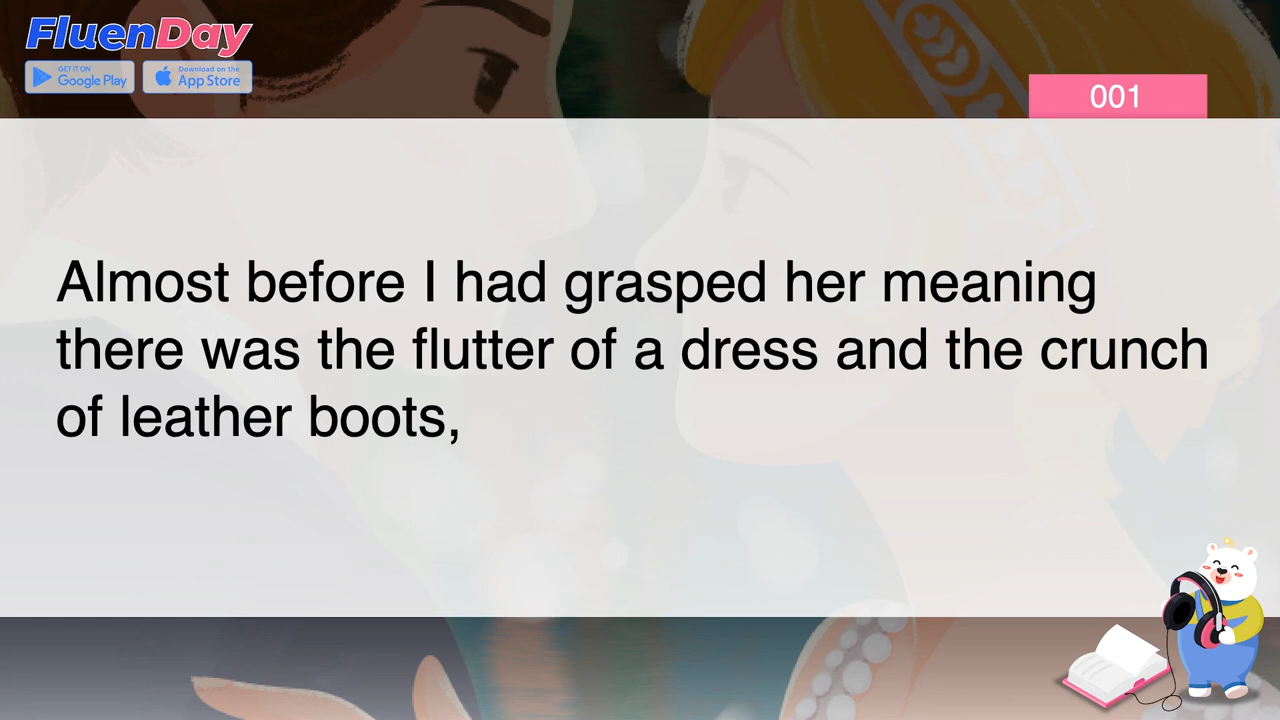 FluenDay
GET IT ON
Google Play
Download on the
App Store
001
Almost before I had grasped her meaning
there was the flutter of a dress and the crunch
of leather boots,